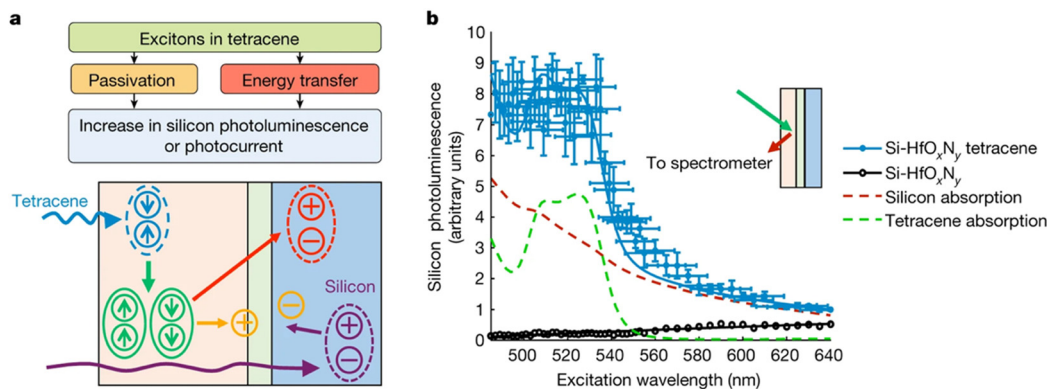 a
Excitons in tetracene
Passivation
Energy transfer
Increase in silicon photoluminescence
or photocurrent
Tetracene
Silicon
b
Silicon photoluminescence
(arbitrary units)
10
9
8
7
6
5
4
3
2
1
0
500 520 540 560 580 600 620 640
Excitation wavelength (nm)
To spectrometer
Si-HfOxNy tetracene
Si-HfOxNy
Silicon absorption
Tetracene absorption